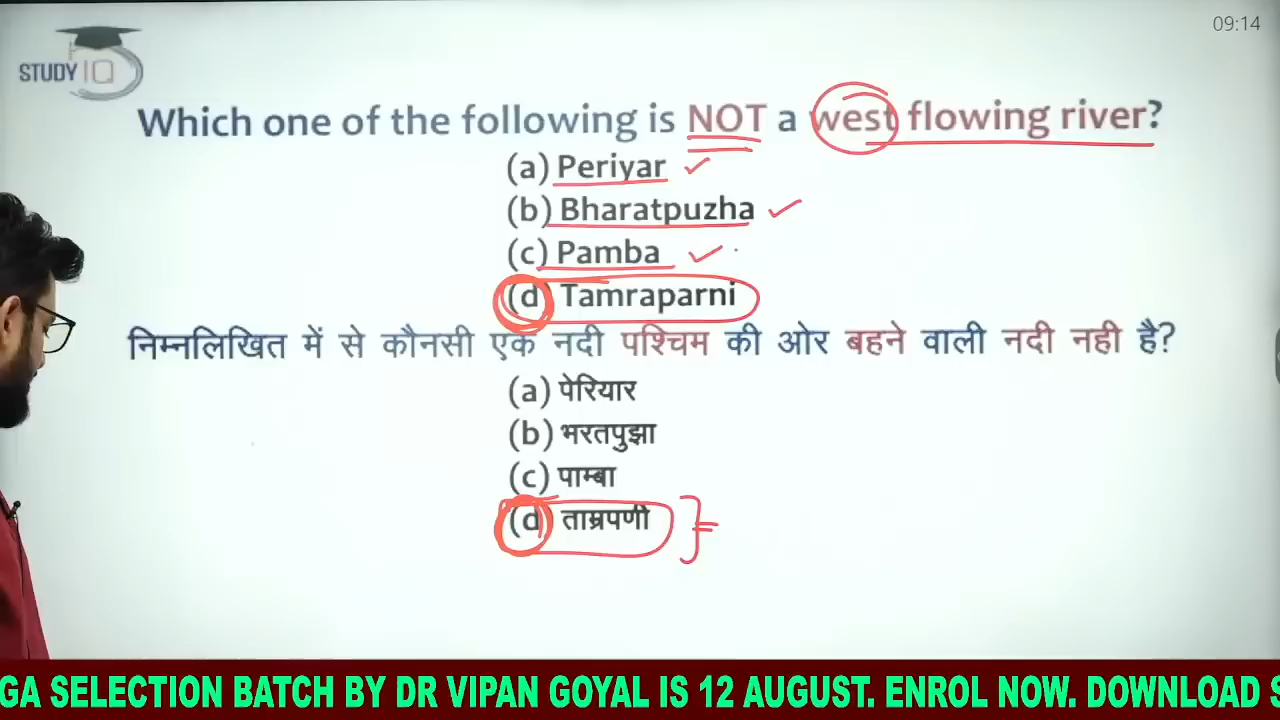 09:14
STUDY IQ
Which one of the following is NOT a west flowing river?
(a) Periyar
(b) Bharatpuzha
(c) Pamba
(d) Tamraparni
निम्नलिखित में से कौनसी एक नदी पश्चिम की ओर बहने वाली नदी नही है?
(a) पेरियार
(b) भरतपुझा
(c) पाम्बा
(d) ताम्रपणी
GA SELECTION BATCH BY DR VIPAN GOYAL IS 12 AUGUST. ENROL NOW. DOWNLOAD S